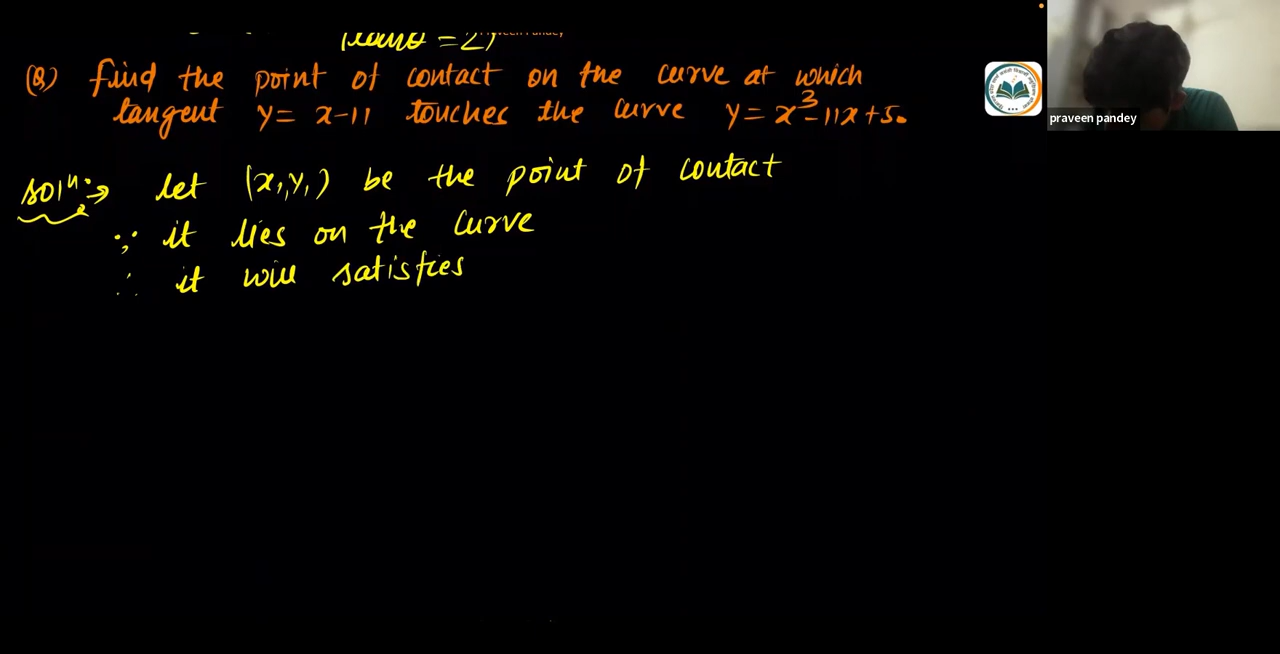 = 2)
(Q) find the point of contact on the curve at which
tangent y = x-11 touches the curve y = x³-11x+5.
praveen pandey
Solⁿ:→ let (x₁,y₁) be the point of contact
∵ it lies on the curve
∴ it will satisfies